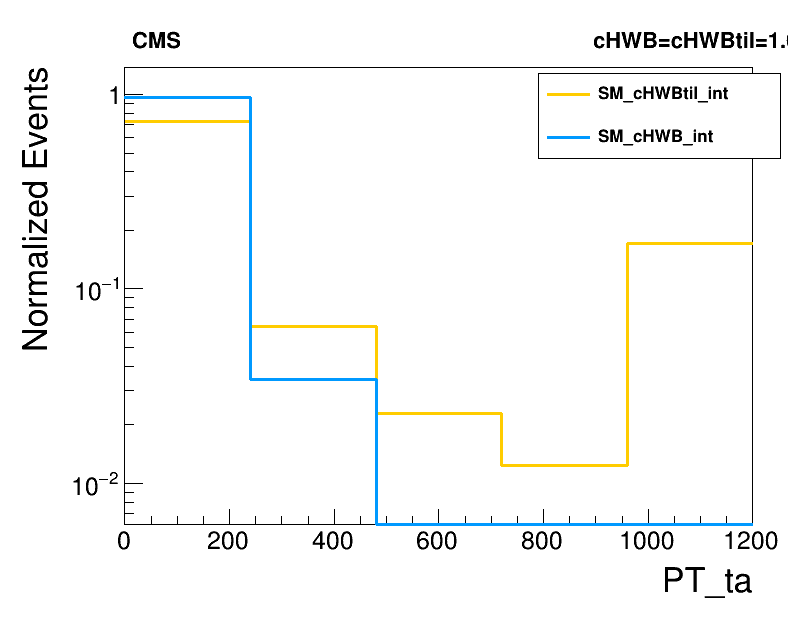 CMS
cHWB=cHWBtil=1.
Normalized Events
SM_cHWBtil_int
SM_cHWB_int
1
10⁻¹
10⁻²
0 200 400 600 800 1000 1200
PT_ta